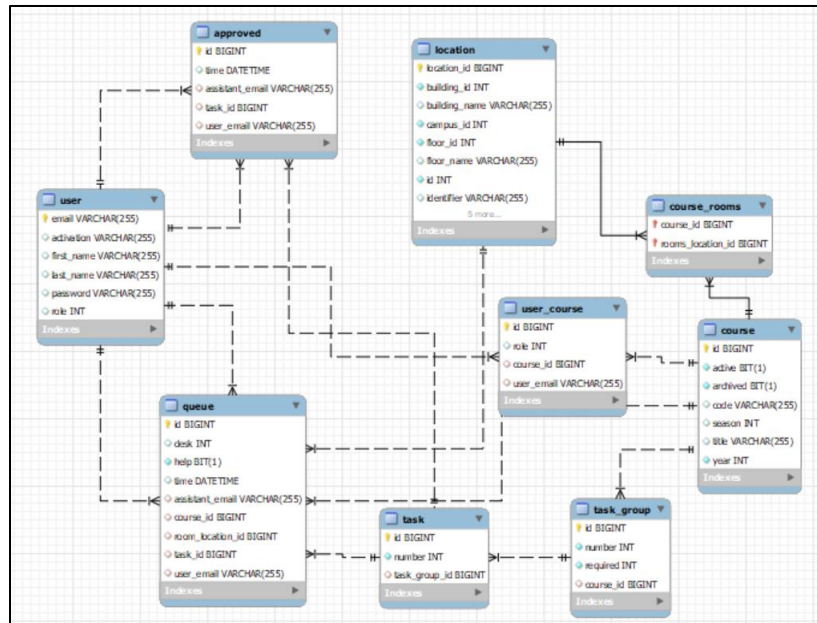 approved
id BIGINT
time DATETIME
assistant_email VARCHAR(255)
task_id BIGINT
user_email VARCHAR(255)
Indexes
location
location_id BIGINT
building_id INT
building_name VARCHAR(255)
campus_id INT
floor_id INT
floor_name VARCHAR(255)
id INT
identifier VARCHAR(255)
5 more...
Indexes
user
email VARCHAR(255)
activation VARCHAR(255)
first_name VARCHAR(255)
last_name VARCHAR(255)
password VARCHAR(255)
role INT
Indexes
course_rooms
course_id BIGINT
rooms_location_id BIGINT
Indexes
user_course
id BIGINT
role INT
course_id BIGINT
user_email VARCHAR(255)
Indexes
course
id BIGINT
active BIT(1)
archived BIT(1)
code VARCHAR(255)
season INT
title VARCHAR(255)
year INT
Indexes
queue
id BIGINT
desk INT
help BIT(1)
time DATETIME
assistant_email VARCHAR(255)
course_id BIGINT
room_location_id BIGINT
task_id BIGINT
user_email VARCHAR(255)
Indexes
task
id BIGINT
number INT
task_group_id BIGINT
Indexes
task_group
id BIGINT
number INT
required INT
course_id BIGINT
Indexes